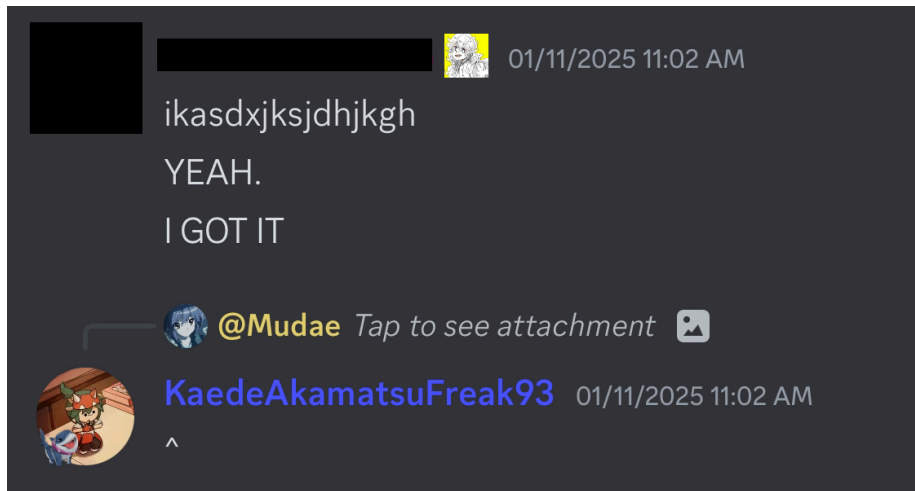 01/11/2025 11:02 AM
ikasdxjksjdhjkgh
YEAH.
I GOT IT
@Mudae Tap to see attachment
KaedeAkamatsuFreak93 01/11/2025 11:02 AM
^